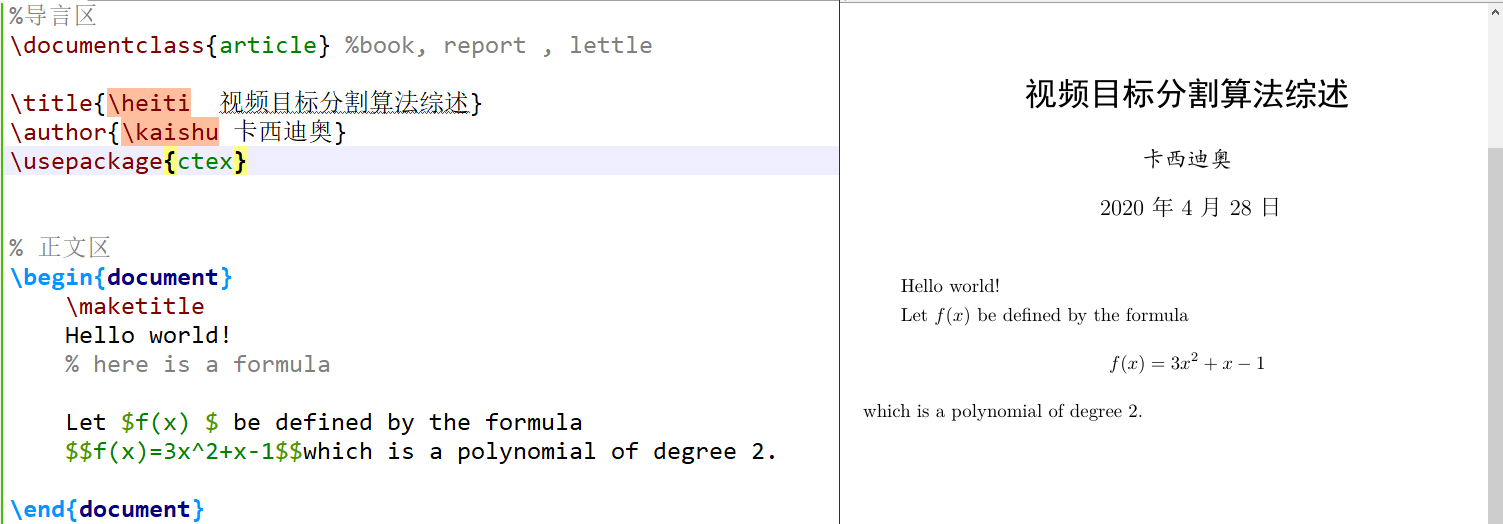 %导言区
\documentclass{article} %book, report , lettle
\title{\heiti  视频目标分割算法综述}
\author{\kaishu 卡西迪奥}
\usepackage{ctex}
% 正文区
\begin{document}
\maketitle
Hello world!
% here is a formula
Let $f(x) $ be defined by the formula
$$f(x)=3x^2+x-1$$which is a polynomial of degree 2.
\end{document}
视频目标分割算法综述
卡西迪奥
2020 年 4 月 28 日
Hello world!
Let f(x) be defined by the formula
f(x) = 3x² + x − 1
which is a polynomial of degree 2.